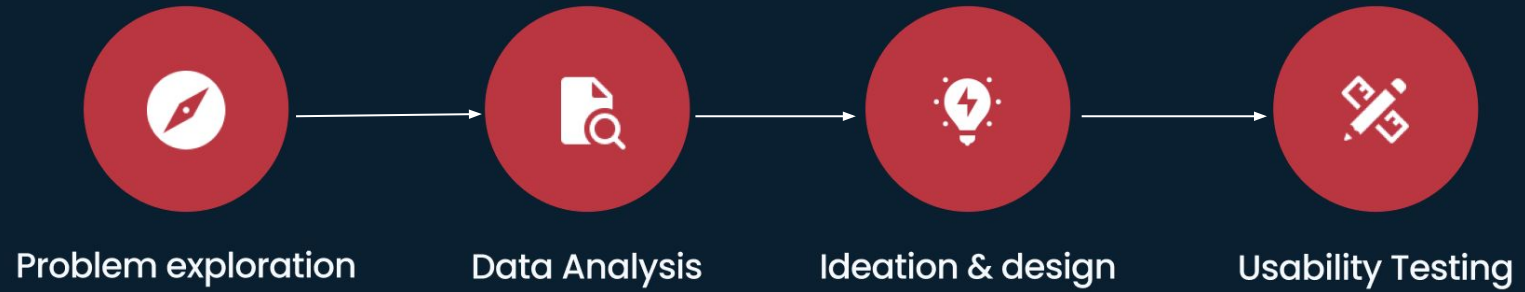 Problem exploration
Data Analysis
Ideation & design
Usability Testing